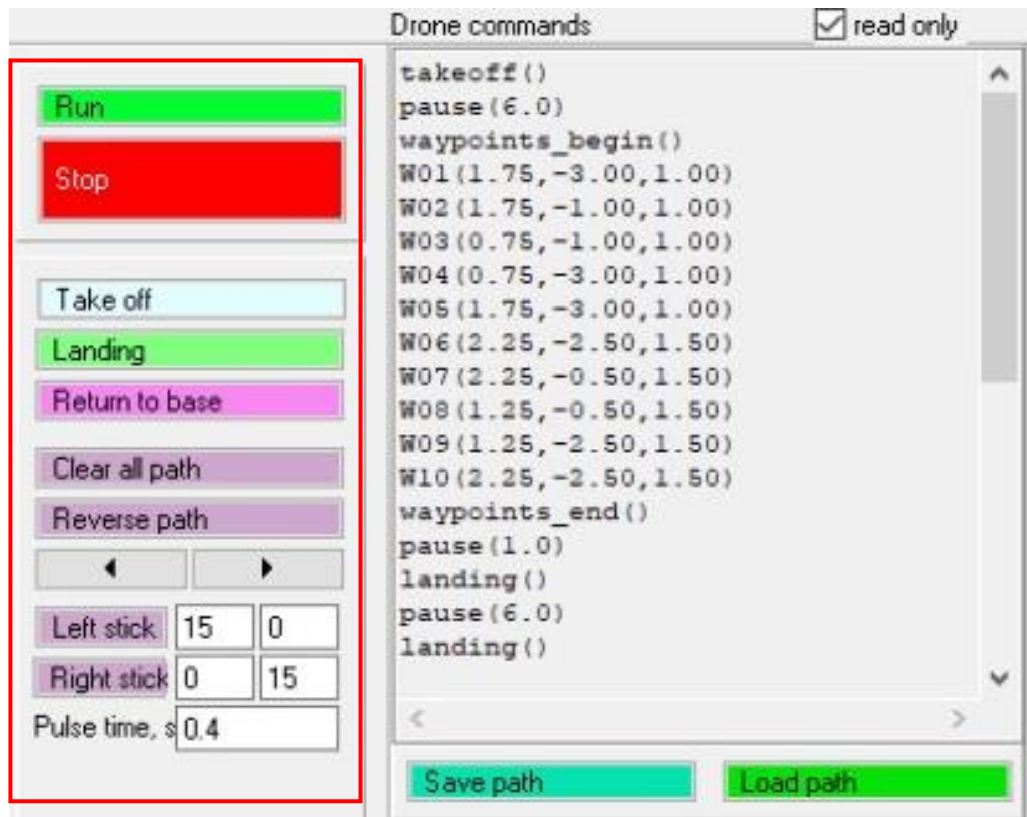 Drone commands
read only
Run
Stop
Take off
Landing
Return to base
Clear all path
Reverse path
Left stick 15 0
Right stick 0 15
Pulse time, s 0.4
takeoff()
pause(6.0)
waypoints_begin()
W01(1.75,-3.00,1.00)
W02(1.75,-1.00,1.00)
W03(0.75,-1.00,1.00)
W04(0.75,-3.00,1.00)
W05(1.75,-3.00,1.00)
W06(2.25,-2.50,1.50)
W07(2.25,-0.50,1.50)
W08(1.25,-0.50,1.50)
W09(1.25,-2.50,1.50)
W10(2.25,-2.50,1.50)
waypoints_end()
pause(1.0)
landing()
pause(6.0)
landing()
Save path
Load path